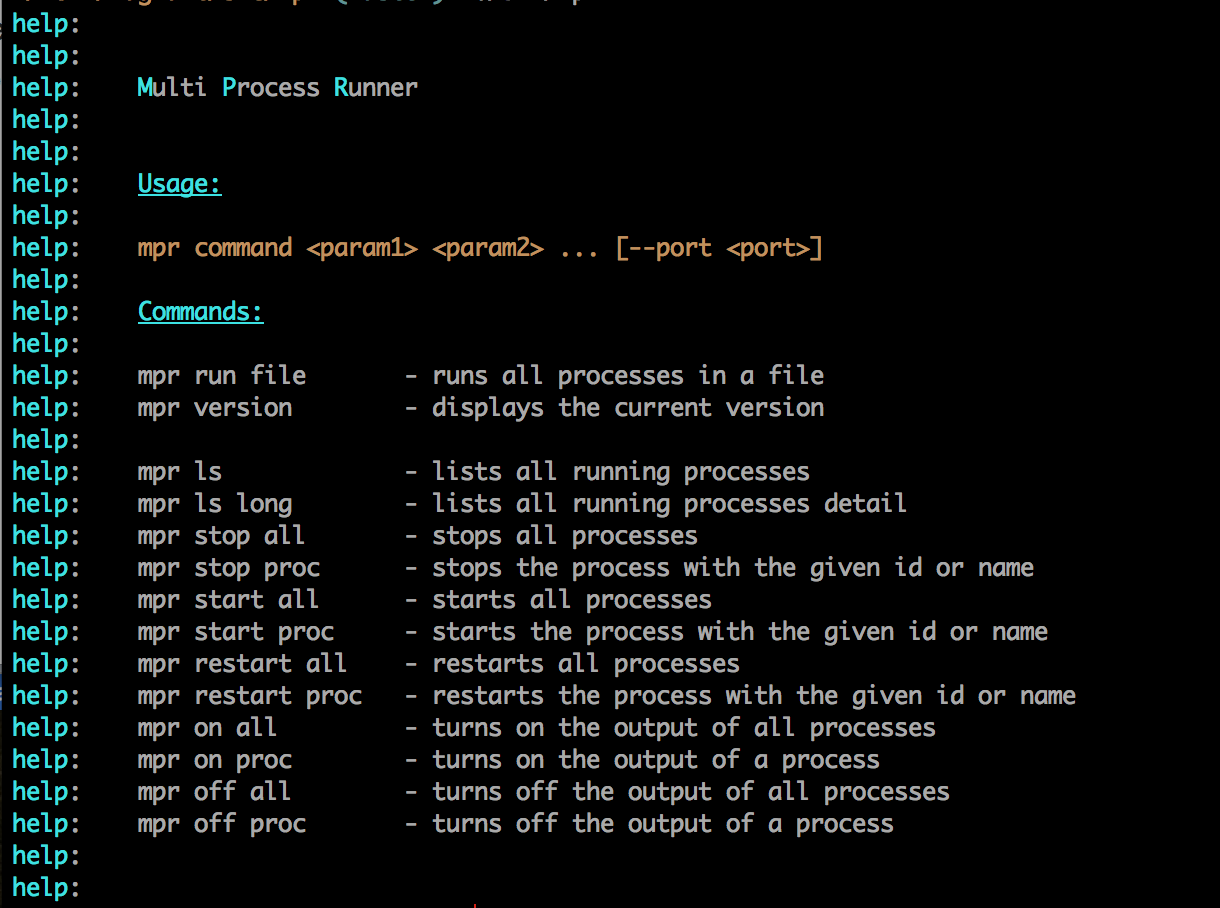 help:
help:
help:    Multi Process Runner
help:
help:
help:    Usage:
help:
help:    mpr command <param1> <param2> ... [--port <port>]
help:
help:    Commands:
help:
help:    mpr run file       - runs all processes in a file
help:    mpr version        - displays the current version
help:
help:    mpr ls             - lists all running processes
help:    mpr ls long        - lists all running processes detail
help:    mpr stop all       - stops all processes
help:    mpr stop proc      - stops the process with the given id or name
help:    mpr start all      - starts all processes
help:    mpr start proc     - starts the process with the given id or name
help:    mpr restart all    - restarts all processes
help:    mpr restart proc   - restarts the process with the given id or name
help:    mpr on all         - turns on the output of all processes
help:    mpr on proc        - turns on the output of a process
help:    mpr off all        - turns off the output of all processes
help:    mpr off proc       - turns off the output of a process
help:
help: